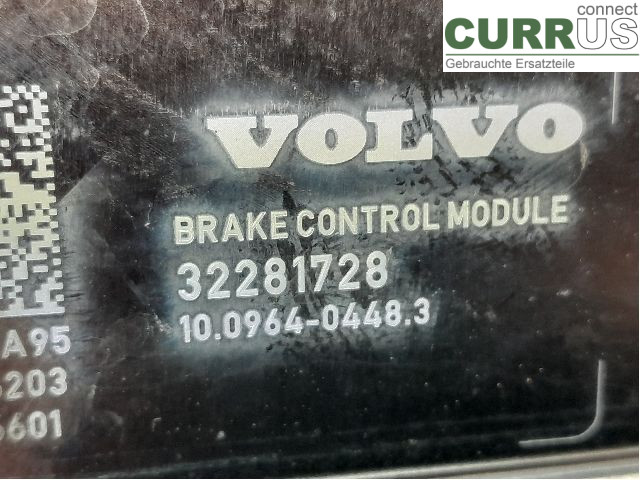 connect
CURRUS
Gebrauchte Ersatzteile
VOLVO
BRAKE CONTROL MODULE
32281728
10.0964-0448.3
A95
203
601